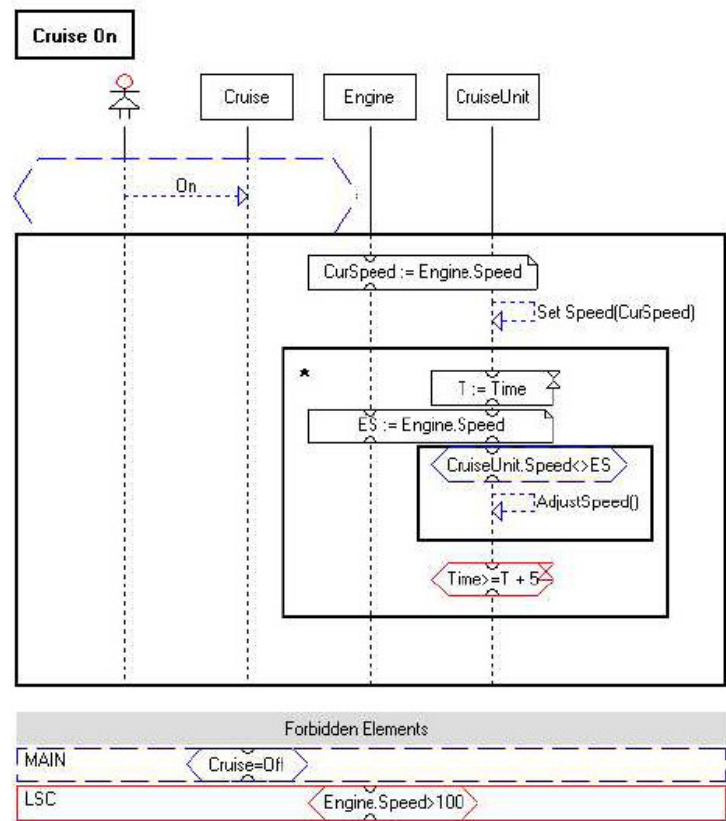 Cruise On
Cruise Engine CruiseUnit
On
CurSpeed := Engine.Speed
Set Speed(CurSpeed)
*
T := Time
ES := Engine.Speed
CruiseUnit.Speed<>ES
AdjustSpeed()
Time>=T + 5
Forbidden Elements
MAIN Cruise=Off
LSC Engine.Speed>100